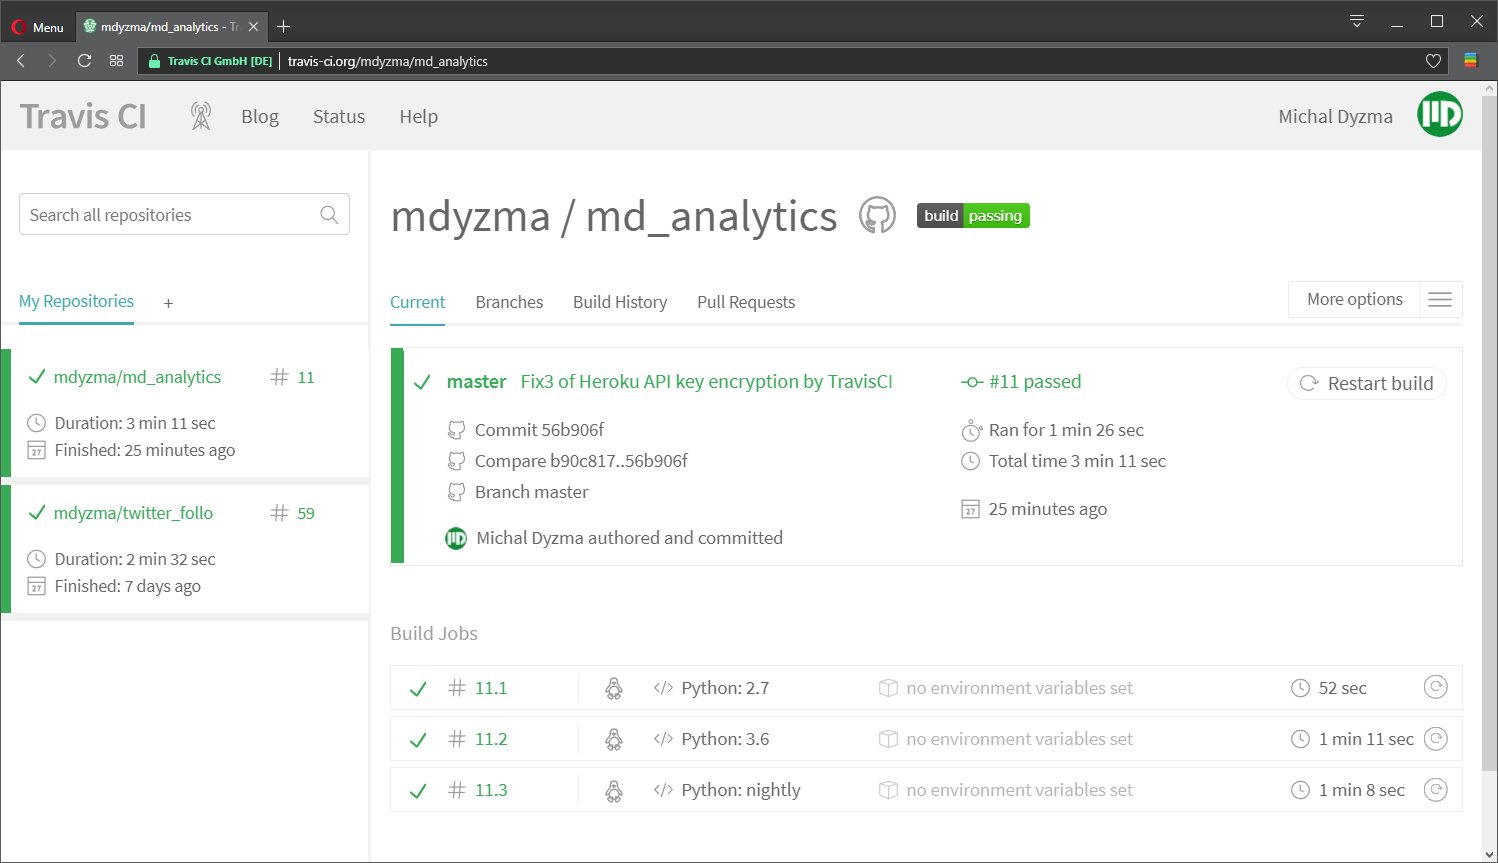 Menu
mdyzma/md_analytics - Tr
Travis CI GmbH [DE] travis-ci.org/mdyzma/md_analytics
Travis CI Blog Status Help Michal Dyzma
Search all repositories
My Repositories +
mdyzma/md_analytics # 11
Duration: 3 min 11 sec
27 Finished: 25 minutes ago
mdyzma/twitter_follo # 59
Duration: 2 min 32 sec
27 Finished: 7 days ago
mdyzma / md_analytics build passing
Current Branches Build History Pull Requests More options
master Fix3 of Heroku API key encryption by TravisCI #11 passed Restart build
Commit 56b906f Ran for 1 min 26 sec
Compare b90c817..56b906f Total time 3 min 11 sec
Branch master
27 25 minutes ago
Michal Dyzma authored and committed
Build Jobs
# 11.1 </> Python: 2.7 no environment variables set 52 sec
# 11.2 </> Python: 3.6 no environment variables set 1 min 11 sec
# 11.3 </> Python: nightly no environment variables set 1 min 8 sec